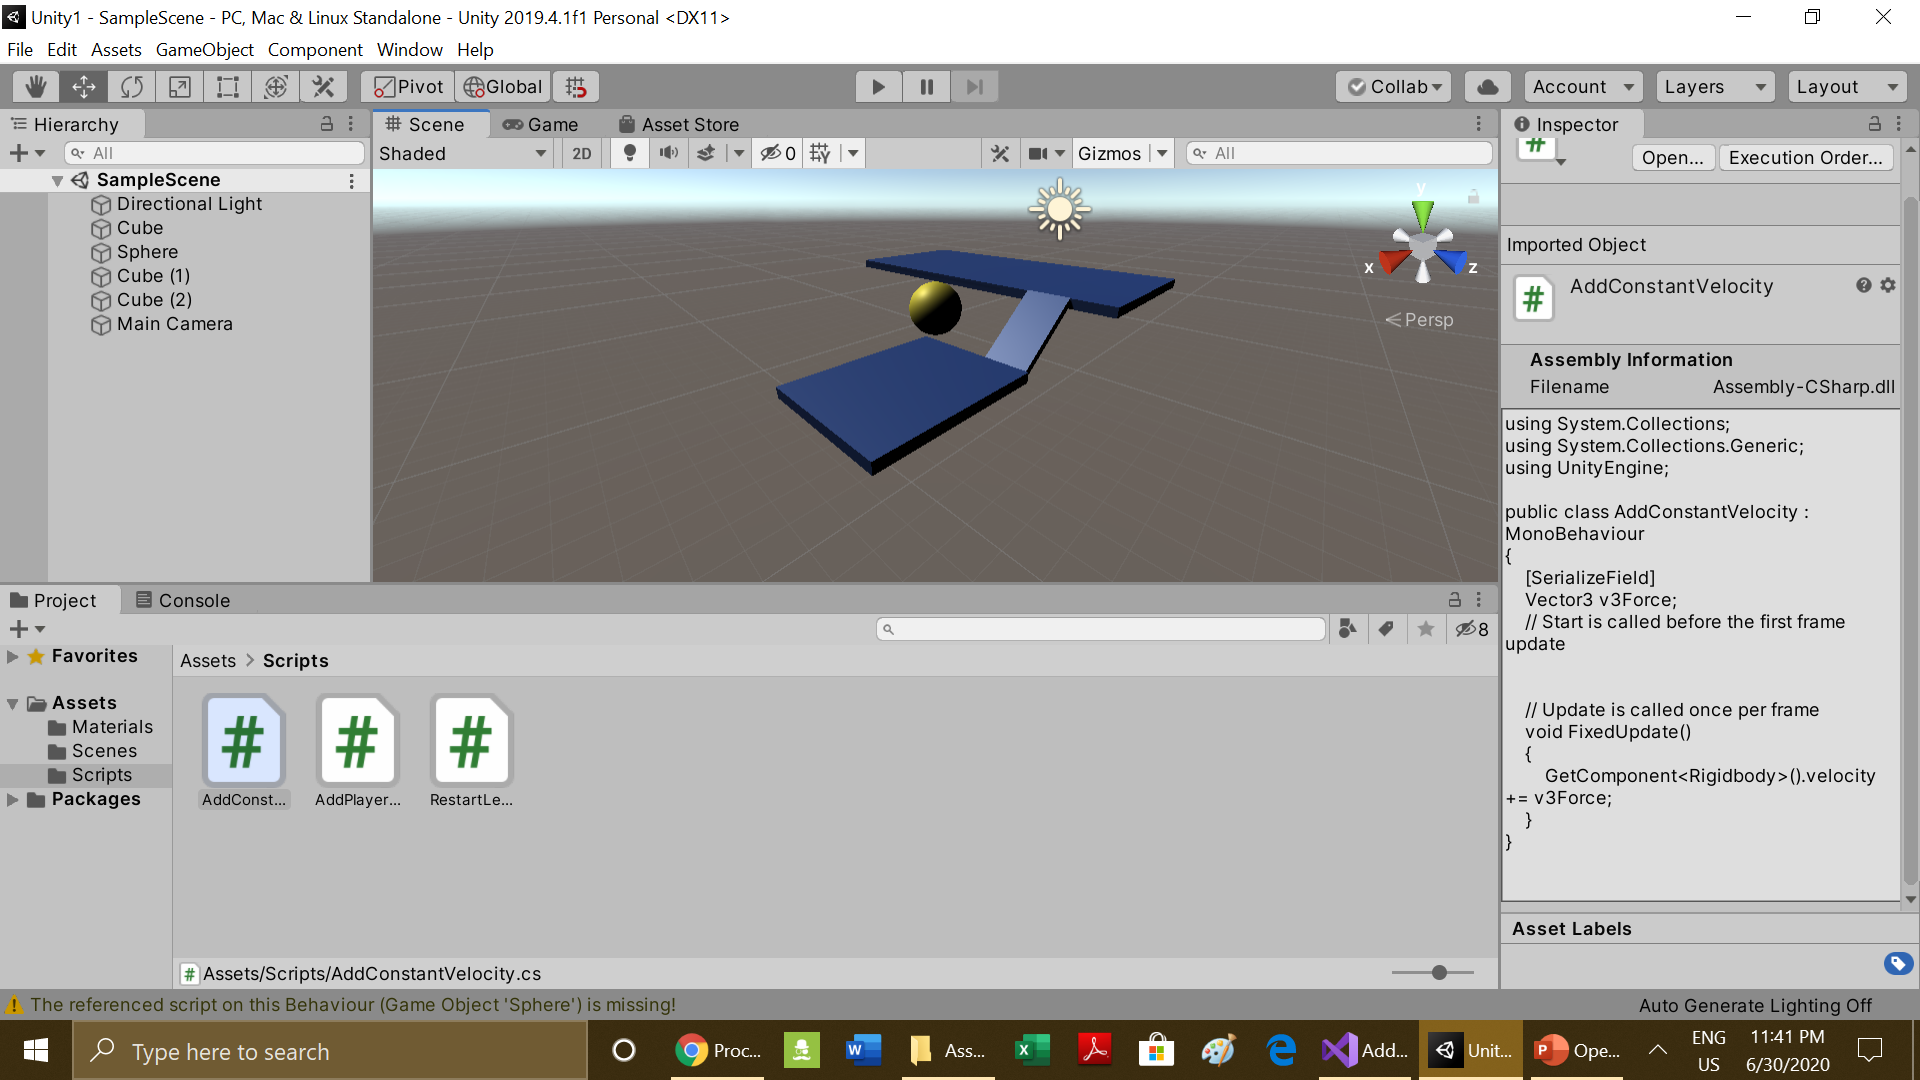 Unity1 - SampleScene - PC, Mac & Linux Standalone - Unity 2019.4.1f1 Personal <DX11>
File Edit Assets GameObject Component Window Help
Pivot Global Collab Account Layers Layout
Hierarchy
All
SampleScene
Directional Light
Cube
Sphere
Cube (1)
Cube (2)
Main Camera
Scene Game Asset Store
Shaded 2D 0 Gizmos All
y
x z
Persp
Inspector
Open... Execution Order...
Imported Object
# AddConstantVelocity
Assembly Information
Filename Assembly-CSharp.dll
using System.Collections;
using System.Collections.Generic;
using UnityEngine;
public class AddConstantVelocity :
MonoBehaviour
{
[SerializeField]
Vector3 v3Force;
// Start is called before the first frame
update
// Update is called once per frame
void FixedUpdate()
{
GetComponent<Rigidbody>().velocity
+= v3Force;
}
}
Asset Labels
Project Console
8
Favorites
Assets
Materials
Scenes
Scripts
Packages
Assets > Scripts
# # #
AddConst... AddPlayer... RestartLe...
# Assets/Scripts/AddConstantVelocity.cs
The referenced script on this Behaviour (Game Object 'Sphere') is missing!
Auto Generate Lighting Off
Type here to search
Proc... Ass... Add... Unit... Ope...
ENG
US
11:41 PM
6/30/2020